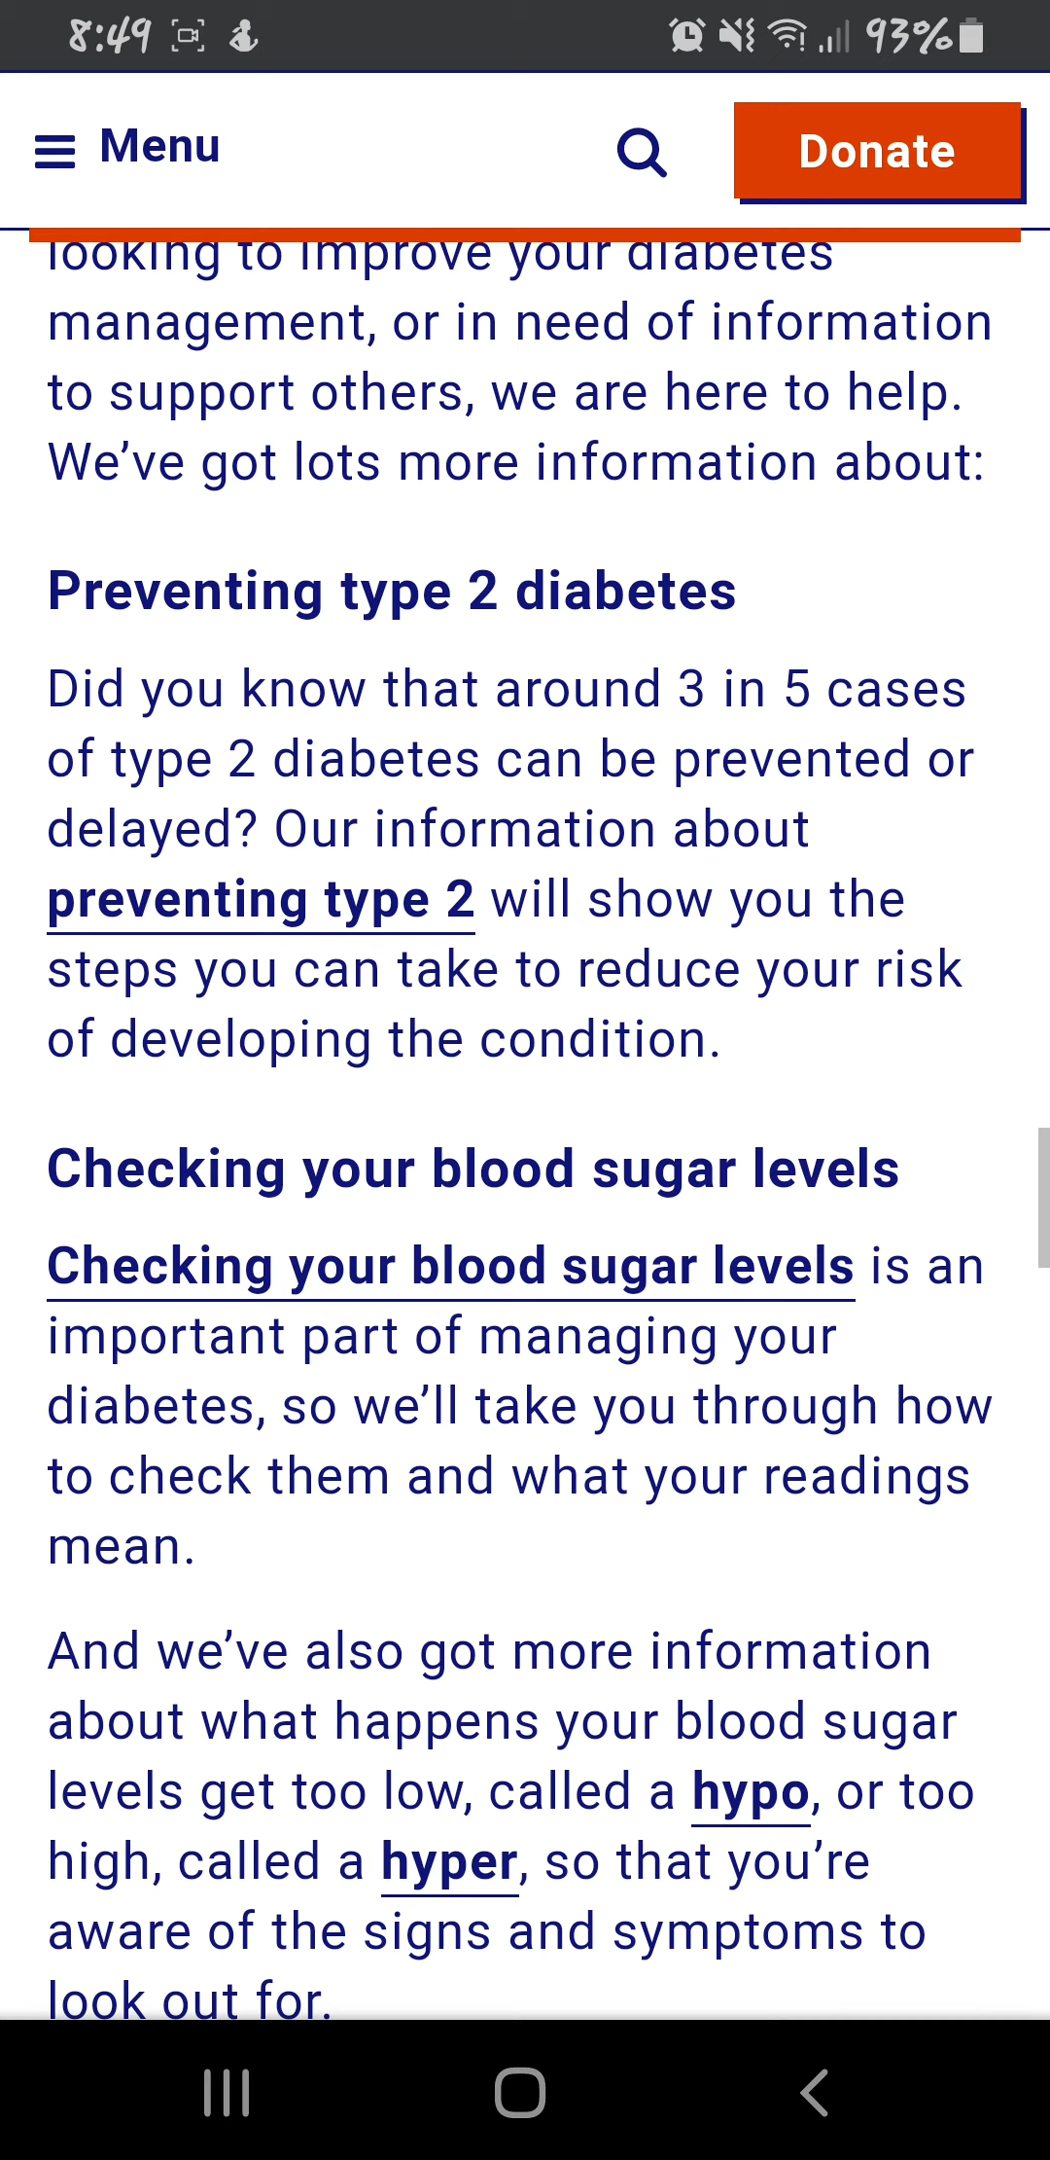 8:49 93%
Menu Donate
looking to improve your diabetes
management, or in need of information
to support others, we are here to help.
We’ve got lots more information about:
Preventing type 2 diabetes
Did you know that around 3 in 5 cases
of type 2 diabetes can be prevented or
delayed? Our information about
preventing type 2 will show you the
steps you can take to reduce your risk
of developing the condition.
Checking your blood sugar levels
Checking your blood sugar levels is an
important part of managing your
diabetes, so we’ll take you through how
to check them and what your readings
mean.
And we’ve also got more information
about what happens your blood sugar
levels get too low, called a hypo, or too
high, called a hyper, so that you’re
aware of the signs and symptoms to
look out for.